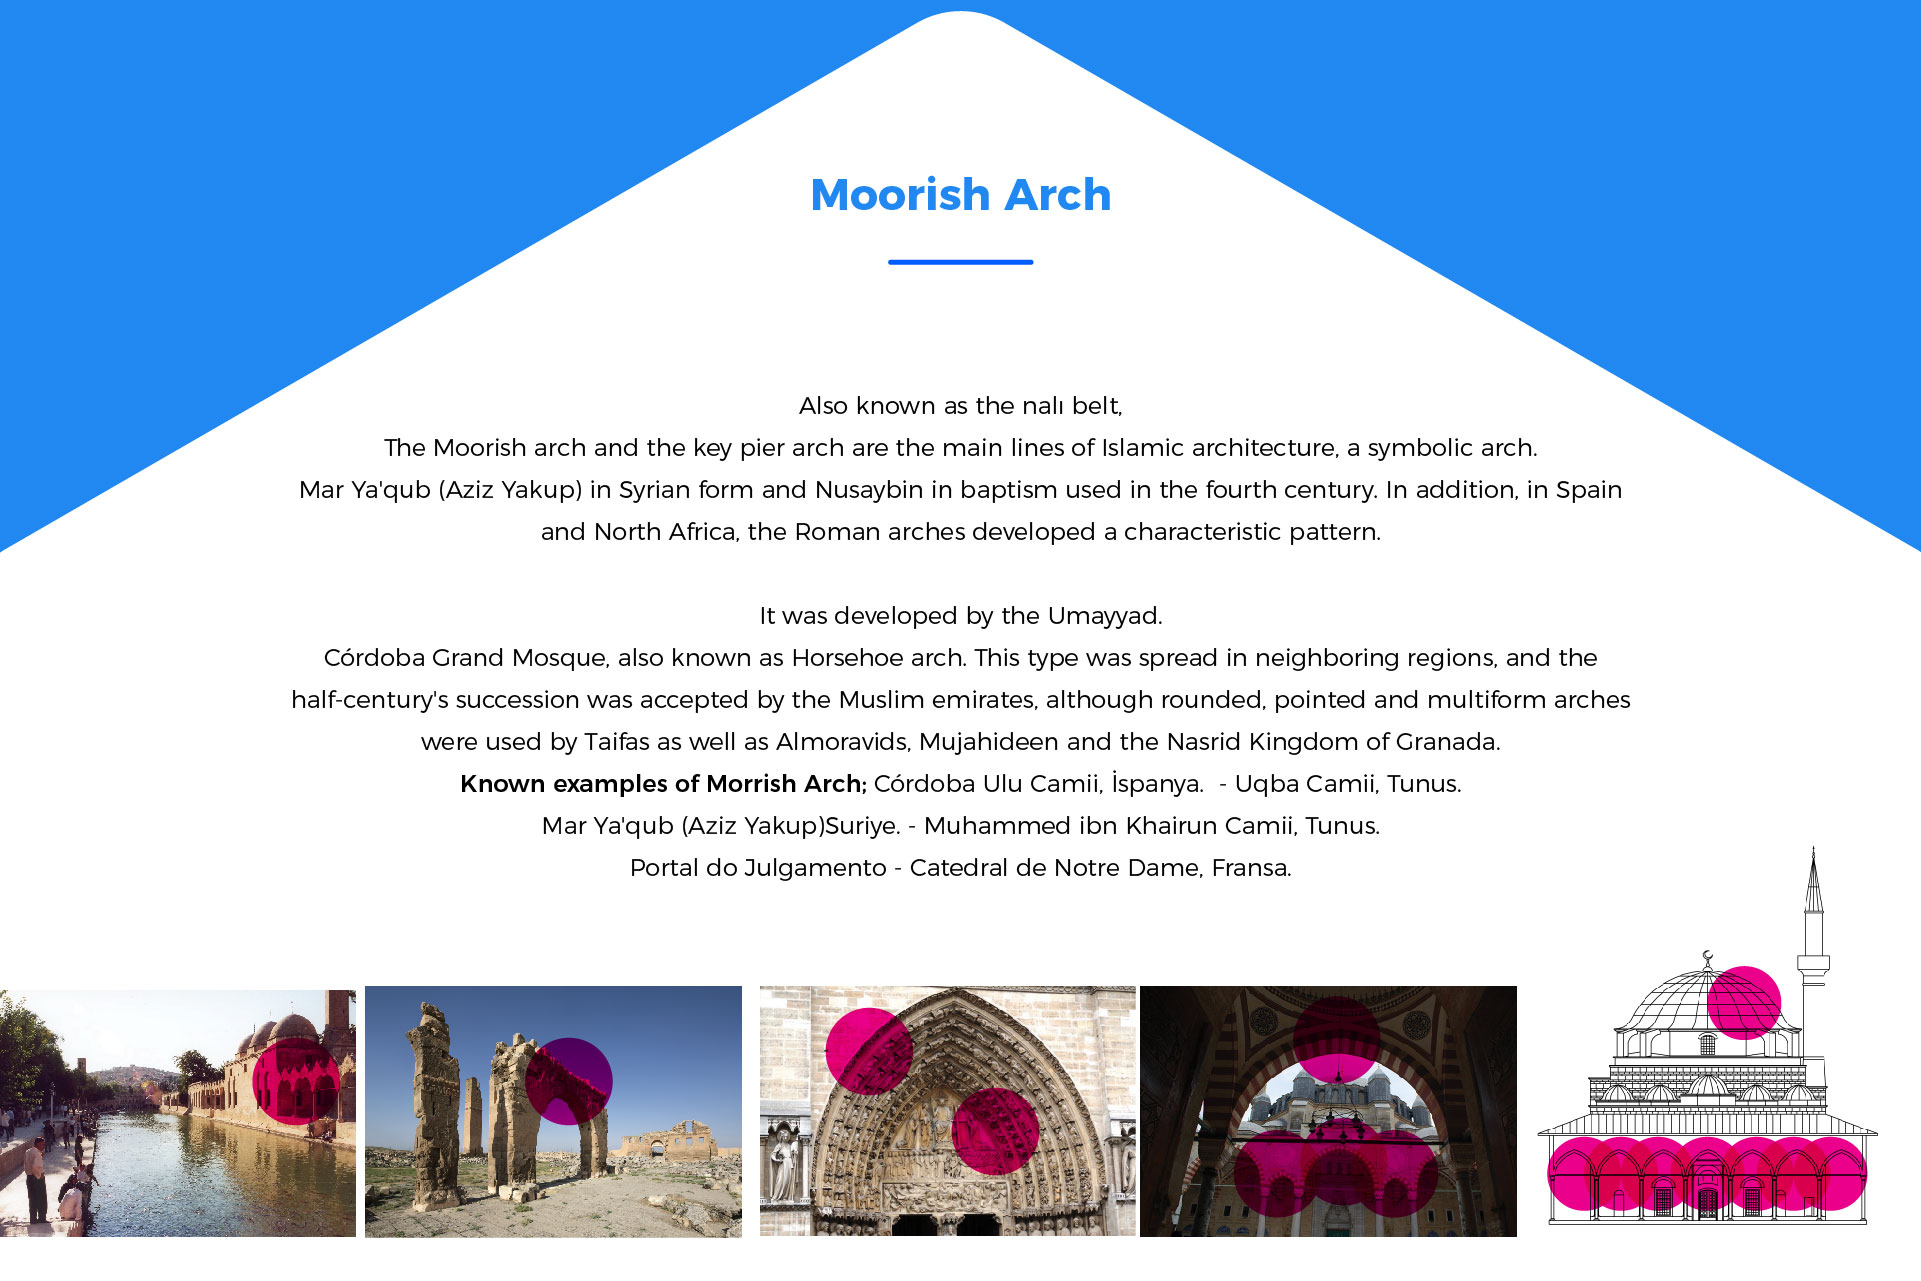 Moorish Arch
Also known as the nalı belt,
The Moorish arch and the key pier arch are the main lines of Islamic architecture, a symbolic arch.
Mar Ya'qub (Aziz Yakup) in Syrian form and Nusaybin in baptism used in the fourth century. In addition, in Spain
and North Africa, the Roman arches developed a characteristic pattern.
It was developed by the Umayyad.
Córdoba Grand Mosque, also known as Horsehoe arch. This type was spread in neighboring regions, and the
half-century's succession was accepted by the Muslim emirates, although rounded, pointed and multiform arches
were used by Taifas as well as Almoravids, Mujahideen and the Nasrid Kingdom of Granada.
Known examples of Morrish Arch; Córdoba Ulu Camii, İspanya.  - Uqba Camii, Tunus.
Mar Ya'qub (Aziz Yakup)Suriye. - Muhammed ibn Khairun Camii, Tunus.
Portal do Julgamento - Catedral de Notre Dame, Fransa.